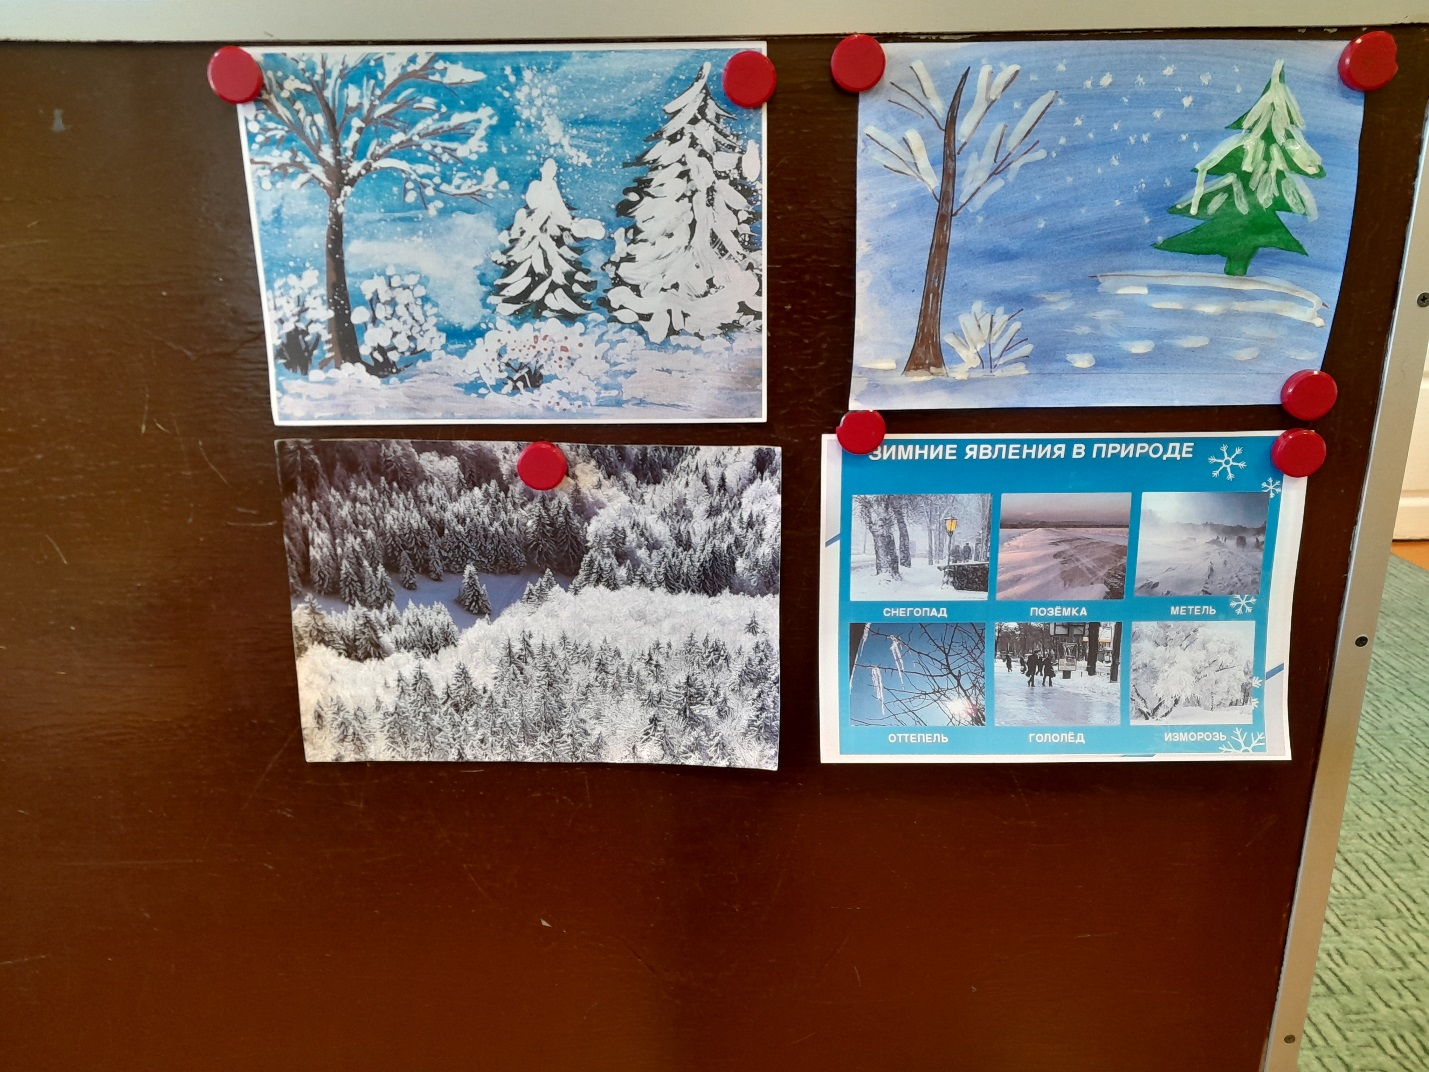 ЗИМНИЕ ЯВЛЕНИЯ В ПРИРОДЕ
СНЕГОПАД ПОЗЁМКА МЕТЕЛЬ
ОТТЕПЕЛЬ ГОЛОЛЁД ИЗМОРОЗЬ